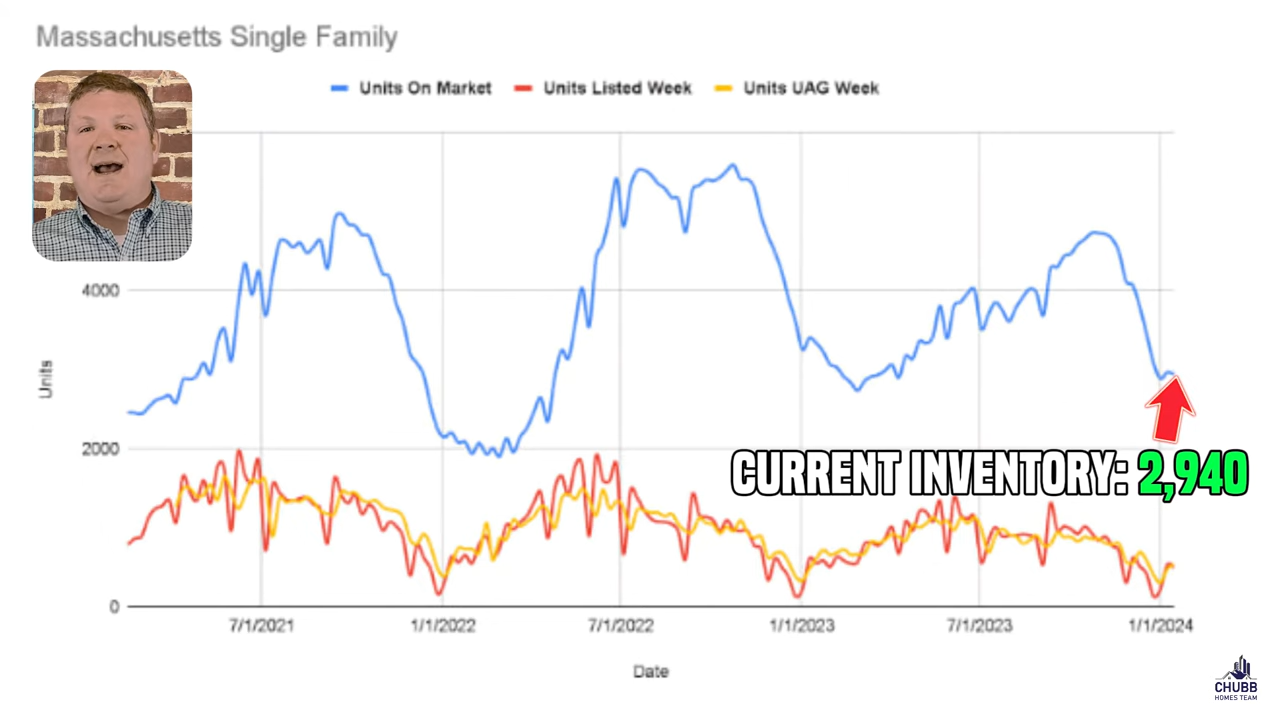 Massachusetts Single Family
Units On Market Units Listed Week Units UAG Week
Units
4000
2000
0
CURRENT INVENTORY: 2,940
7/1/2021 1/1/2022 7/1/2022 1/1/2023 7/1/2023 1/1/2024
Date
CHUBB
HOMES TEAM